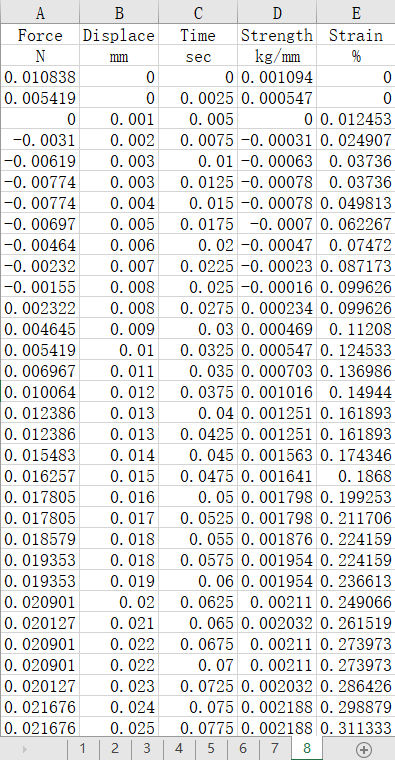 A B C D E
Force Displace Time Strength Strain
N mm sec kg/mm %
0.010838 0 0 0.001094 0
0.005419 0 0.0025 0.000547 0
0 0.001 0.005 0 0.012453
-0.0031 0.002 0.0075 -0.00031 0.024907
-0.00619 0.003 0.01 -0.00063 0.03736
-0.00774 0.003 0.0125 -0.00078 0.03736
-0.00774 0.004 0.015 -0.00078 0.049813
-0.00697 0.005 0.0175 -0.0007 0.062267
-0.00464 0.006 0.02 -0.00047 0.07472
-0.00232 0.007 0.0225 -0.00023 0.087173
-0.00155 0.008 0.025 -0.00016 0.099626
0.002322 0.008 0.0275 0.000234 0.099626
0.004645 0.009 0.03 0.000469 0.11208
0.005419 0.01 0.0325 0.000547 0.124533
0.006967 0.011 0.035 0.000703 0.136986
0.010064 0.012 0.0375 0.001016 0.14944
0.012386 0.013 0.04 0.001251 0.161893
0.012386 0.013 0.0425 0.001251 0.161893
0.015483 0.014 0.045 0.001563 0.174346
0.016257 0.015 0.0475 0.001641 0.1868
0.017805 0.016 0.05 0.001798 0.199253
0.017805 0.017 0.0525 0.001798 0.211706
0.018579 0.018 0.055 0.001876 0.224159
0.019353 0.018 0.0575 0.001954 0.224159
0.019353 0.019 0.06 0.001954 0.236613
0.020901 0.02 0.0625 0.00211 0.249066
0.020127 0.021 0.065 0.002032 0.261519
0.020901 0.022 0.0675 0.00211 0.273973
0.020901 0.022 0.07 0.00211 0.273973
0.020127 0.023 0.0725 0.002032 0.286426
0.021676 0.024 0.075 0.002188 0.298879
0.021676 0.025 0.0775 0.002188 0.311333
1 2 3 4 5 6 7 8